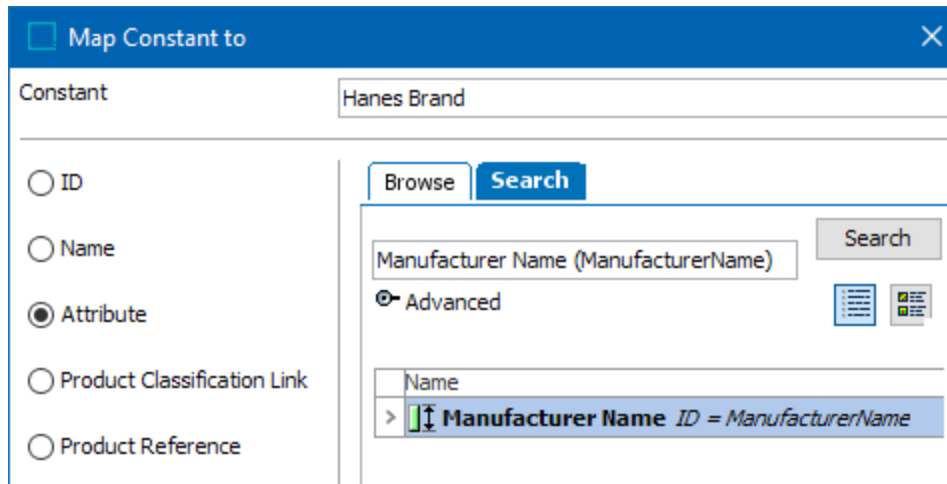 Map Constant to
Constant
Hanes Brand
ID
Name
Attribute
Product Classification Link
Product Reference
Browse
Search
Search
Manufacturer Name (ManufacturerName)
Advanced
Name
Manufacturer Name ID = ManufacturerName